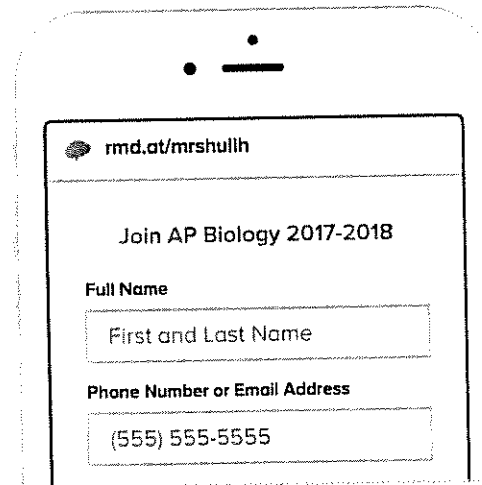 rmd.at/mrshullh
Join AP Biology 2017-2018
Full Name
First and Last Name
Phone Number or Email Address
(555) 555-5555